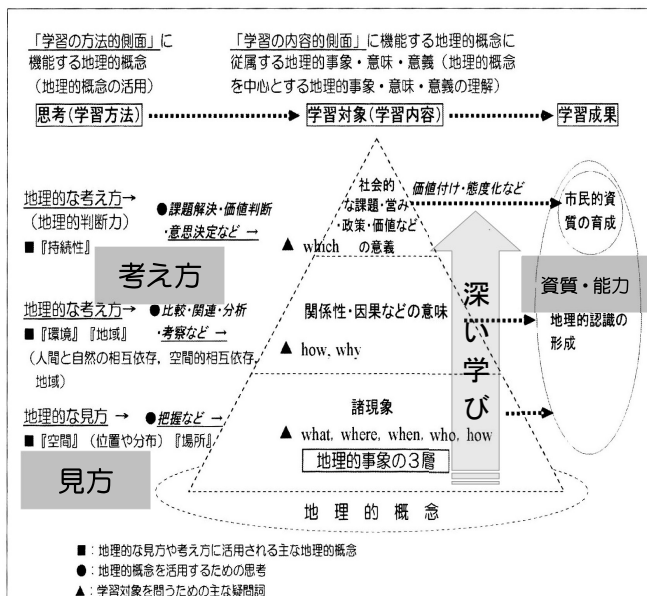 「学習の方法的側面」に
機能する地理的概念
（地理的概念の活用）
「学習の内容的側面」に機能する地理的概念に
従属する地理的事象・意味・意義（地理的概念
を中心とする地理的事象・意味・意義の理解）
思考（学習方法）
学習対象（学習内容）
学習成果
地理的な考え方→
（地理的判断力）
■『持続性』
●課題解決・価値判断
・意思決定など →
社会的
な課題・営み
・政策・価値など
の意義
▲ which
価値付け・態度化など
市民的資
質の育成
考え方
資質・能力
地理的な考え方→
■『環境』『地域』
（人間と自然の相互依存，空間的相互依存，
地域）
●比較・関連・分析
・考察など →
関係性・因果などの意味
▲ how, why
深い学び
地理的認識の
形成
地理的な見方 →
■『空間』（位置や分布）『場所』
●把握など →
諸現象
▲ what, where, when, who, how
地理的事象の３層
見方
地 理 的 概 念
■：地理的な見方や考え方に活用される主な地理的概念
●：地理的概念を活用するための思考
▲：学習対象を問うための主な疑問詞